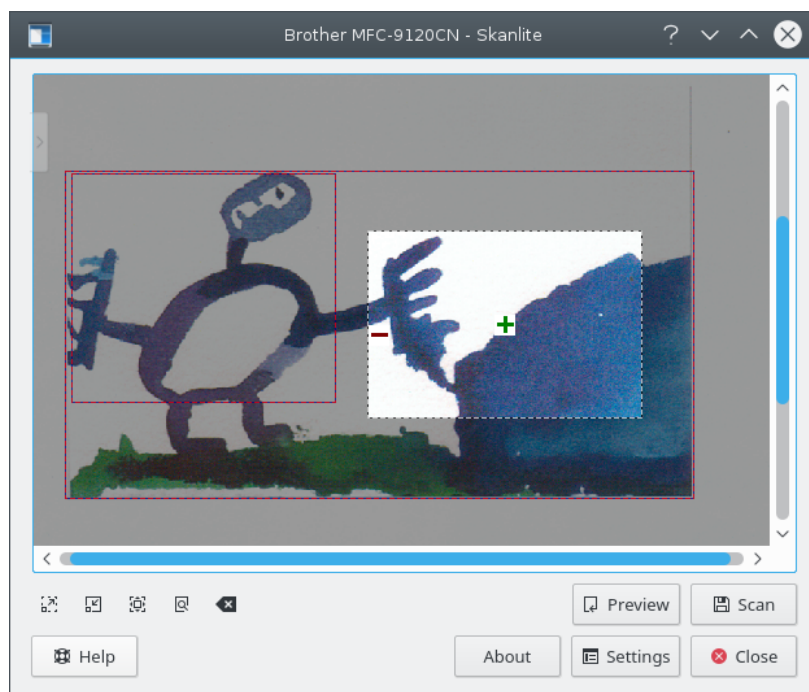 Brother MFC-9120CN - Skanlite
Preview
Scan
Help
About
Settings
Close